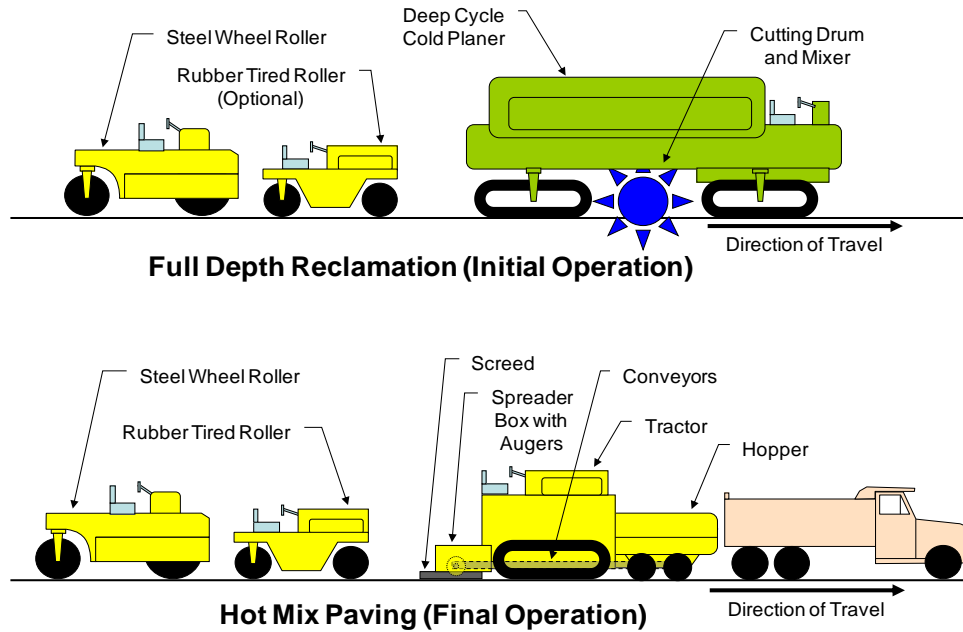 Deep Cycle
Cold Planer
Steel Wheel Roller
Cutting Drum
and Mixer
Rubber Tired Roller
(Optional)
Direction of Travel
Full Depth Reclamation (Initial Operation)
Screed
Conveyors
Steel Wheel Roller
Spreader
Box with
Augers
Tractor
Rubber Tired Roller
Hopper
Direction of Travel
Hot Mix Paving (Final Operation)